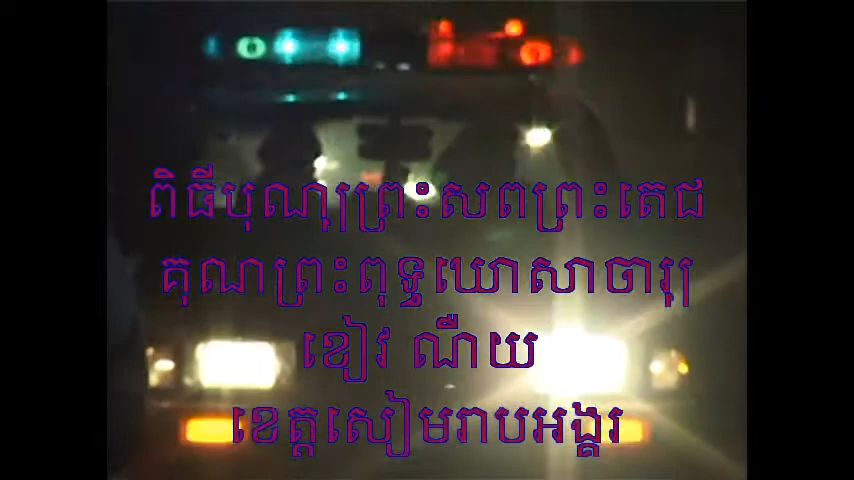 ពិធីបុណ្យព្រះសពព្រះតេជ
គុណព្រះពុទ្ធឃោសាចារ្យ
ខៀវ ណឺយ
ខេត្តសៀមរាបអង្គរ